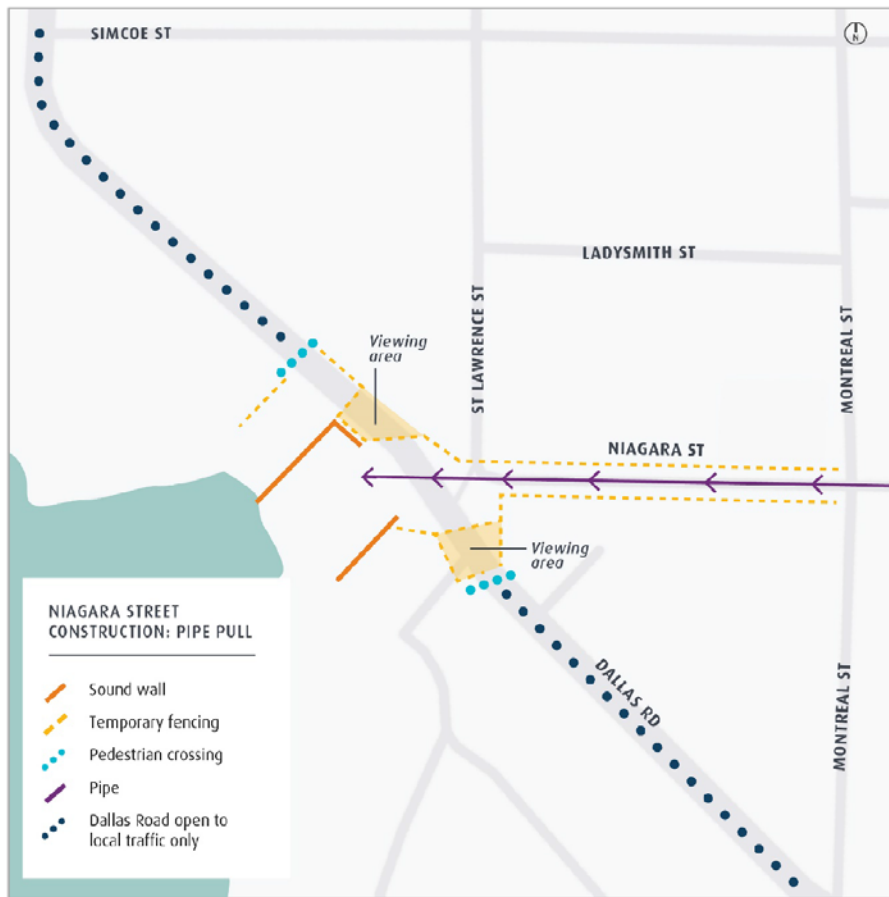 SIMCOE ST
N
LADYSMITH ST
ST LAWRENCE ST
MONTREAL ST
Viewing
area
NIAGARA ST
Viewing
area
DALLAS RD
MONTREAL ST
NIAGARA STREET
CONSTRUCTION: PIPE PULL
Sound wall
Temporary fencing
Pedestrian crossing
Pipe
Dallas Road open to
local traffic only